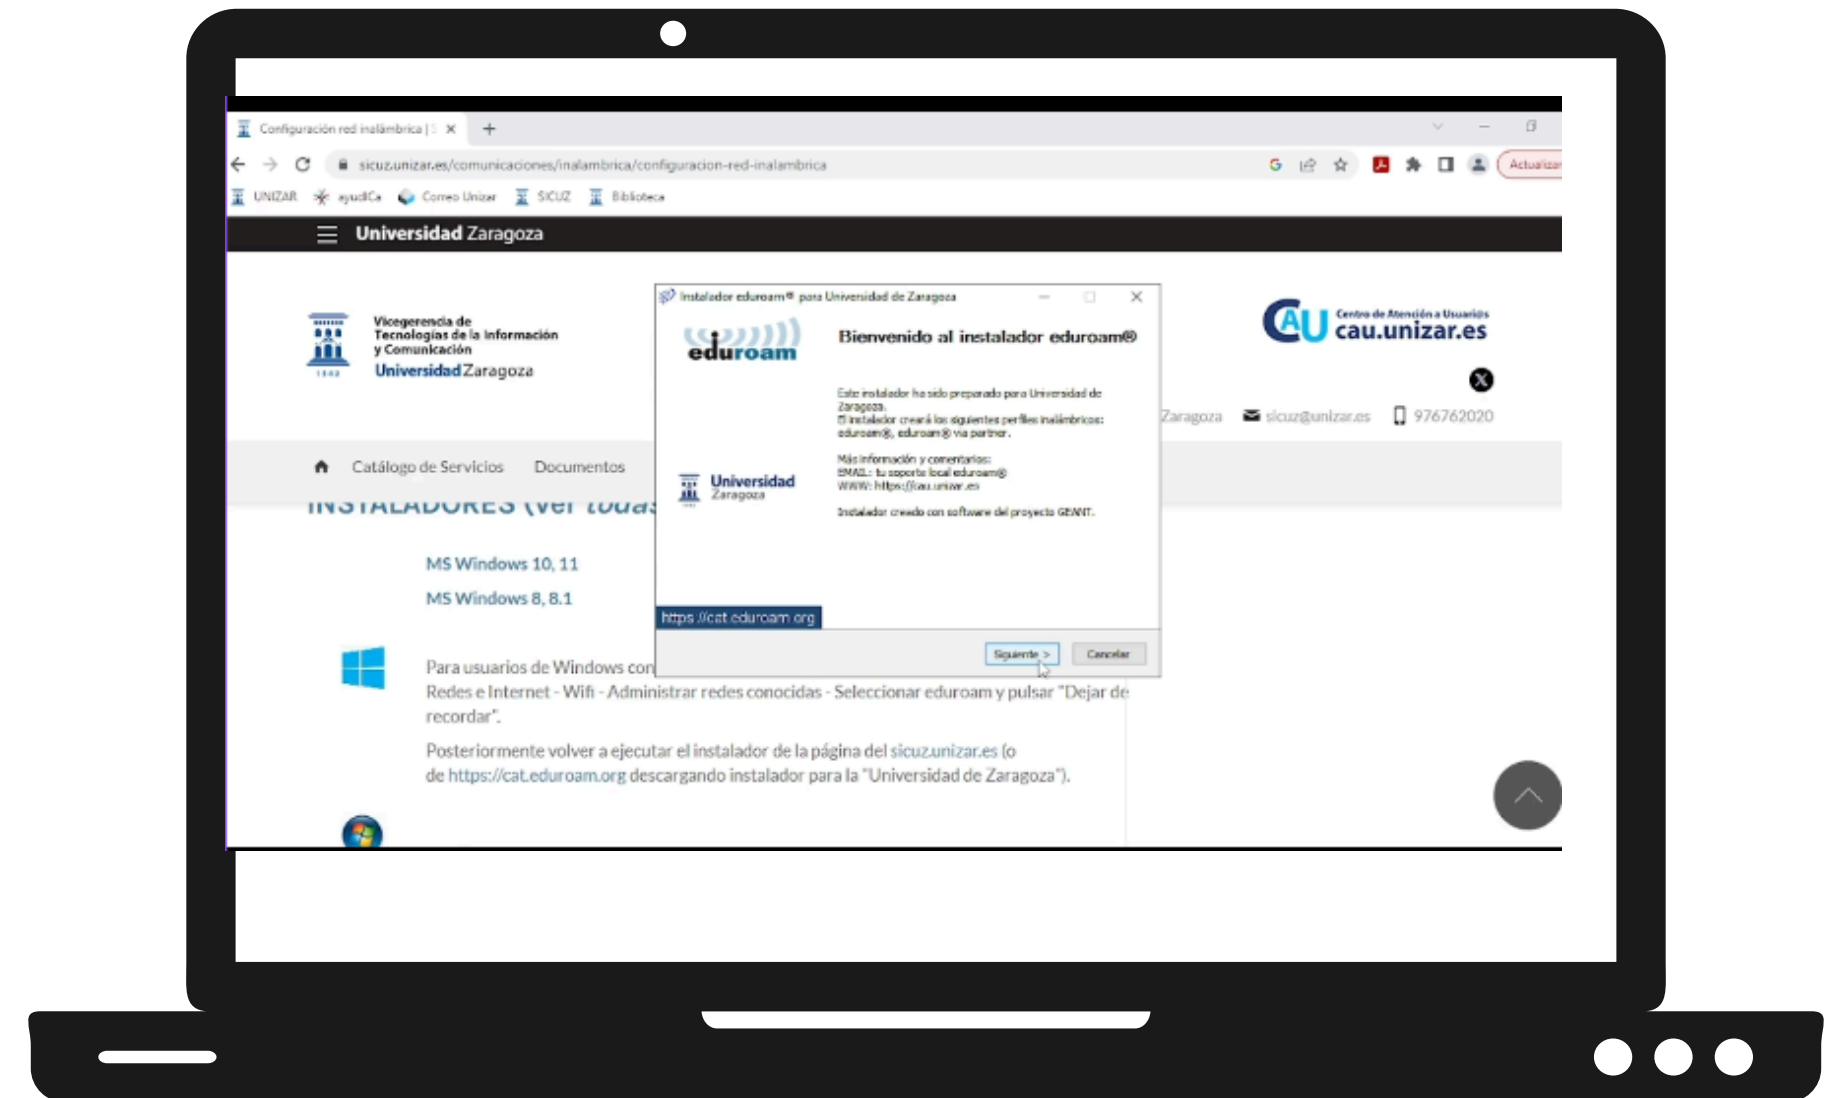 Configuración red inalámbrica | S
sicuz.unizar.es/comunicaciones/inalambrica/configuracion-red-inalambrica
Actualizar
UNIZAR ayudICa Correo Unizar SICUZ Biblioteca
Universidad Zaragoza
Vicegerencia de
Tecnologías de la Información
y Comunicación
Universidad Zaragoza
1542
Centro de Atención a Usuarios
CAU
cau.unizar.es
Zaragoza sicuz@unizar.es 976762020
Catálogo de Servicios Documentos
INSTALADORES (ver todas
MS Windows 10, 11
MS Windows 8, 8.1
Para usuarios de Windows con
Redes e Internet - Wifi - Administrar redes conocidas - Seleccionar eduroam y pulsar "Dejar de
recordar".
Posteriormente volver a ejecutar el instalador de la página del sicuz.unizar.es (o
de https://cat.eduroam.org descargando instalador para la "Universidad de Zaragoza").
Instalador eduroam® para Universidad de Zaragoza
eduroam
Bienvenido al instalador eduroam®
Este instalador ha sido preparado para Universidad de
Zaragoza.
El instalador creará los siguientes perfiles inalámbricos:
eduroam®, eduroam® via partner.
Más información y comentarios:
EMAIL: tu soporte local eduroam®
WWW: https://cau.unizar.es
Instalador creado con software del proyecto GEANT.
Universidad
Zaragoza
https://cat.eduroam.org
Siguiente > Cancelar